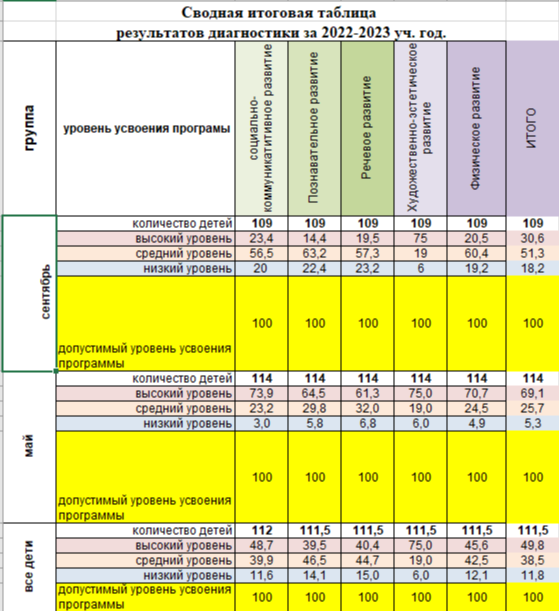 Сводная итоговая таблица
результатов диагностики за 2022-2023 уч. год.
группа уровень усвоения програмы социально-коммуникатитивное развитие Познавательное развитие Речевое развитие Художественно-эстетическое развитие Физическое развитие ИТОГО
сентябрь
количество детей 109 109 109 109 109 109
высокий уровень 23,4 14,4 19,5 75 20,5 30,6
средний уровень 56,5 63,2 57,3 19 60,4 51,3
низкий уровень 20 22,4 23,2 6 19,2 18,2
допустимый уровень усвоения
программы 100 100 100 100 100 100
май
количество детей 114 114 114 114 114 114
высокий уровень 73,9 64,5 61,3 75,0 70,7 69,1
средний уровень 23,2 29,8 32,0 19,0 24,5 25,7
низкий уровень 3,0 5,8 6,8 6,0 4,9 5,3
допустимый уровень усвоения
программы 100 100 100 100 100 100
все дети
количество детей 112 111,5 111,5 111,5 111,5 111,5
высокий уровень 48,7 39,5 40,4 75,0 45,6 49,8
средний уровень 39,9 46,5 44,7 19,0 42,5 38,5
низкий уровень 11,6 14,1 15,0 6,0 12,1 11,8
допустимый уровень усвоения
программы 100 100 100 100 100 100